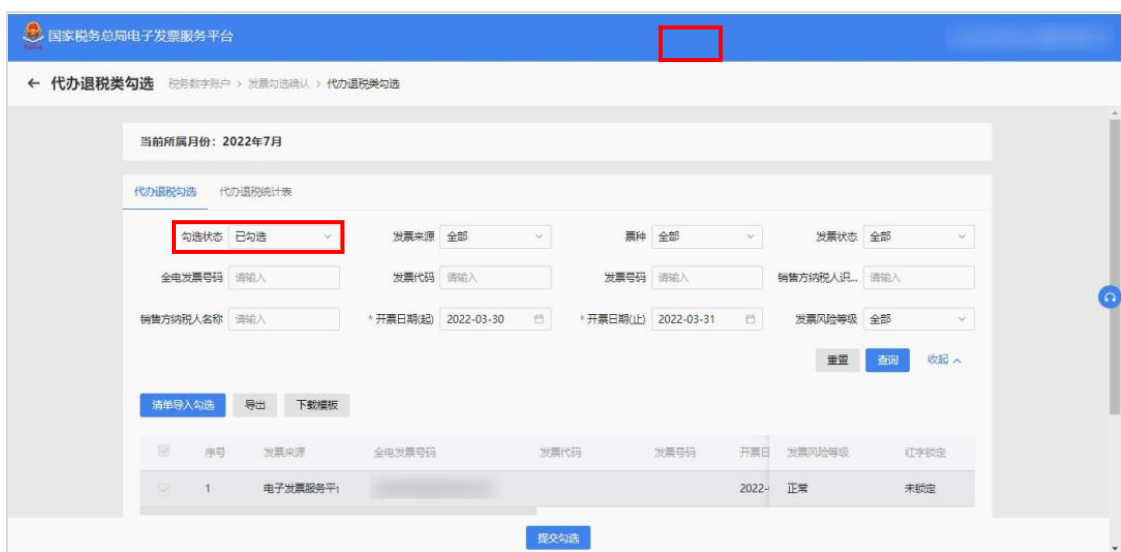 国家税务总局电子发票服务平台
← 代办退税类勾选 税务数字账户 > 发票勾选确认 > 代办退税类勾选
当前所属月份：2022年7月
代办退税勾选 代办退税统计表
勾选状态 已勾选 发票来源 全部 票种 全部 发票状态 全部
全电发票号码 请输入 发票代码 请输入 发票号码 请输入 销售方纳税人识... 请输入
销售方纳税人名称 请输入 * 开票日期(起) 2022-03-30 * 开票日期(止) 2022-03-31 发票风险等级 全部
重置 查询 收起
清单导入勾选 导出 下载模板
序号 发票来源 全电发票号码 发票代码 发票号码 开票日 发票风险等级 红字锁定
1 电子发票服务平 2022- 正常 未锁定
提交勾选